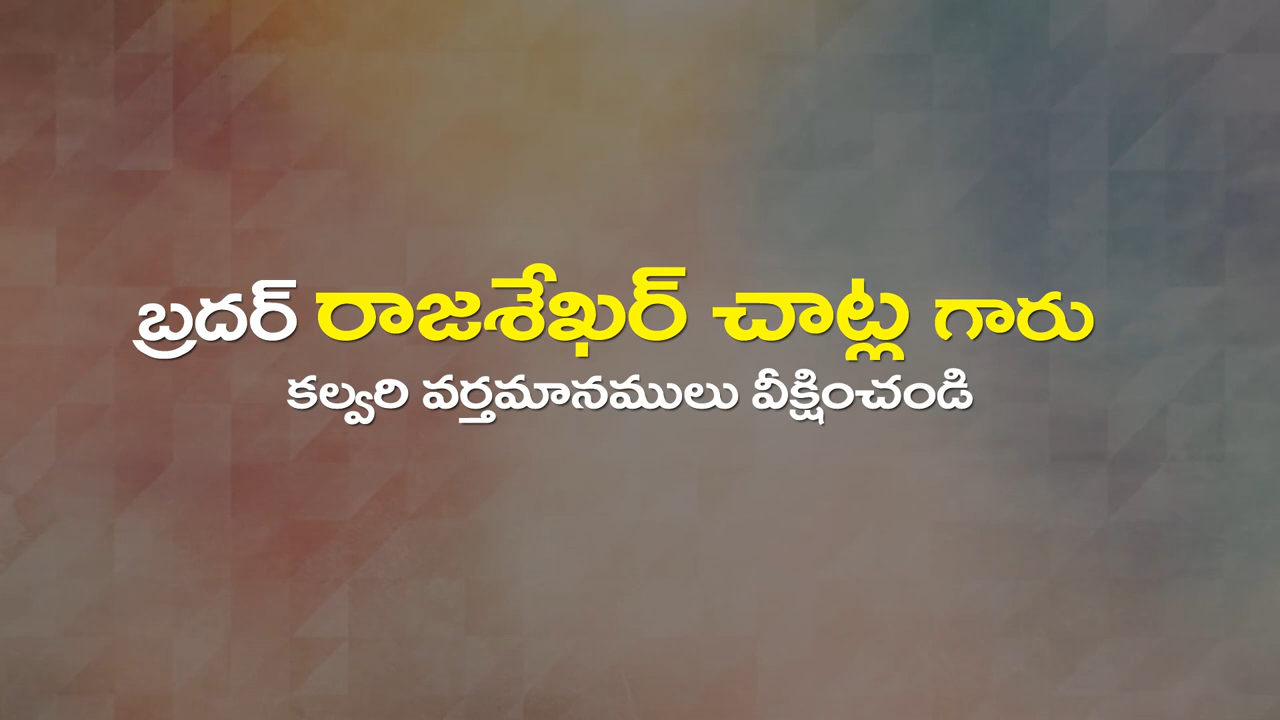 బ్రదర్ రాజశేఖర్ చాట్ల గారు
కల్వరి వర్తమానములు వీక్షించండి